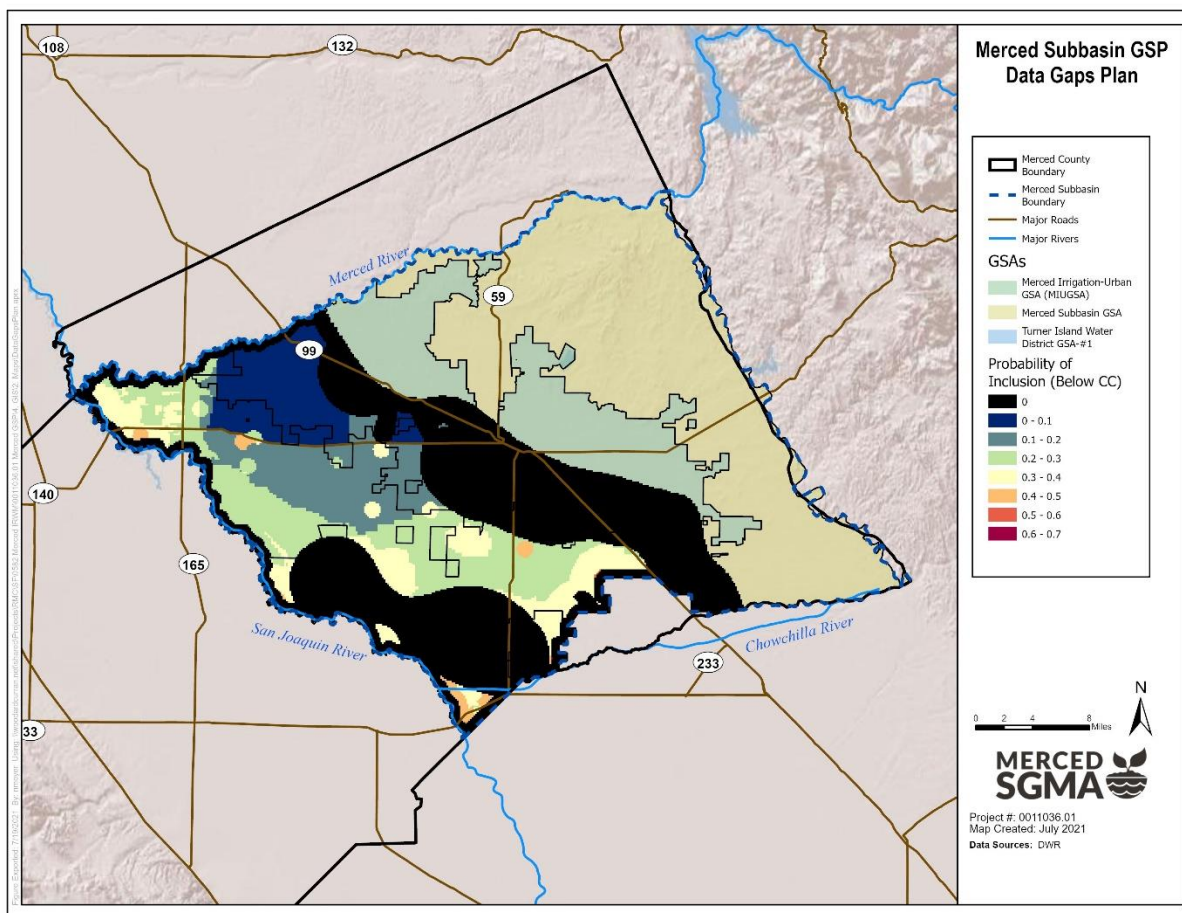 Merced Subbasin GSP
Data Gaps Plan
Merced County
Boundary
Merced Subbasin
Boundary
Major Roads
Major Rivers
GSAs
Merced Irrigation-Urban
GSA (MIUGSA)
Merced Subbasin GSA
Turner Island Water
District GSA-#1
Probability of
Inclusion (Below CC)
0
0 - 0.1
0.1 - 0.2
0.2 - 0.3
0.3 - 0.4
0.4 - 0.5
0.5 - 0.6
0.6 - 0.7
N
0 2 4 8
Miles
MERCED
SGMA
Project #: 0011036.01
Map Created: July 2021
Data Sources: DWR
108
132
Merced River
59
99
140
165
San Joaquin River
Chowchilla River
233
33
Figure Exported: 7/19/2021